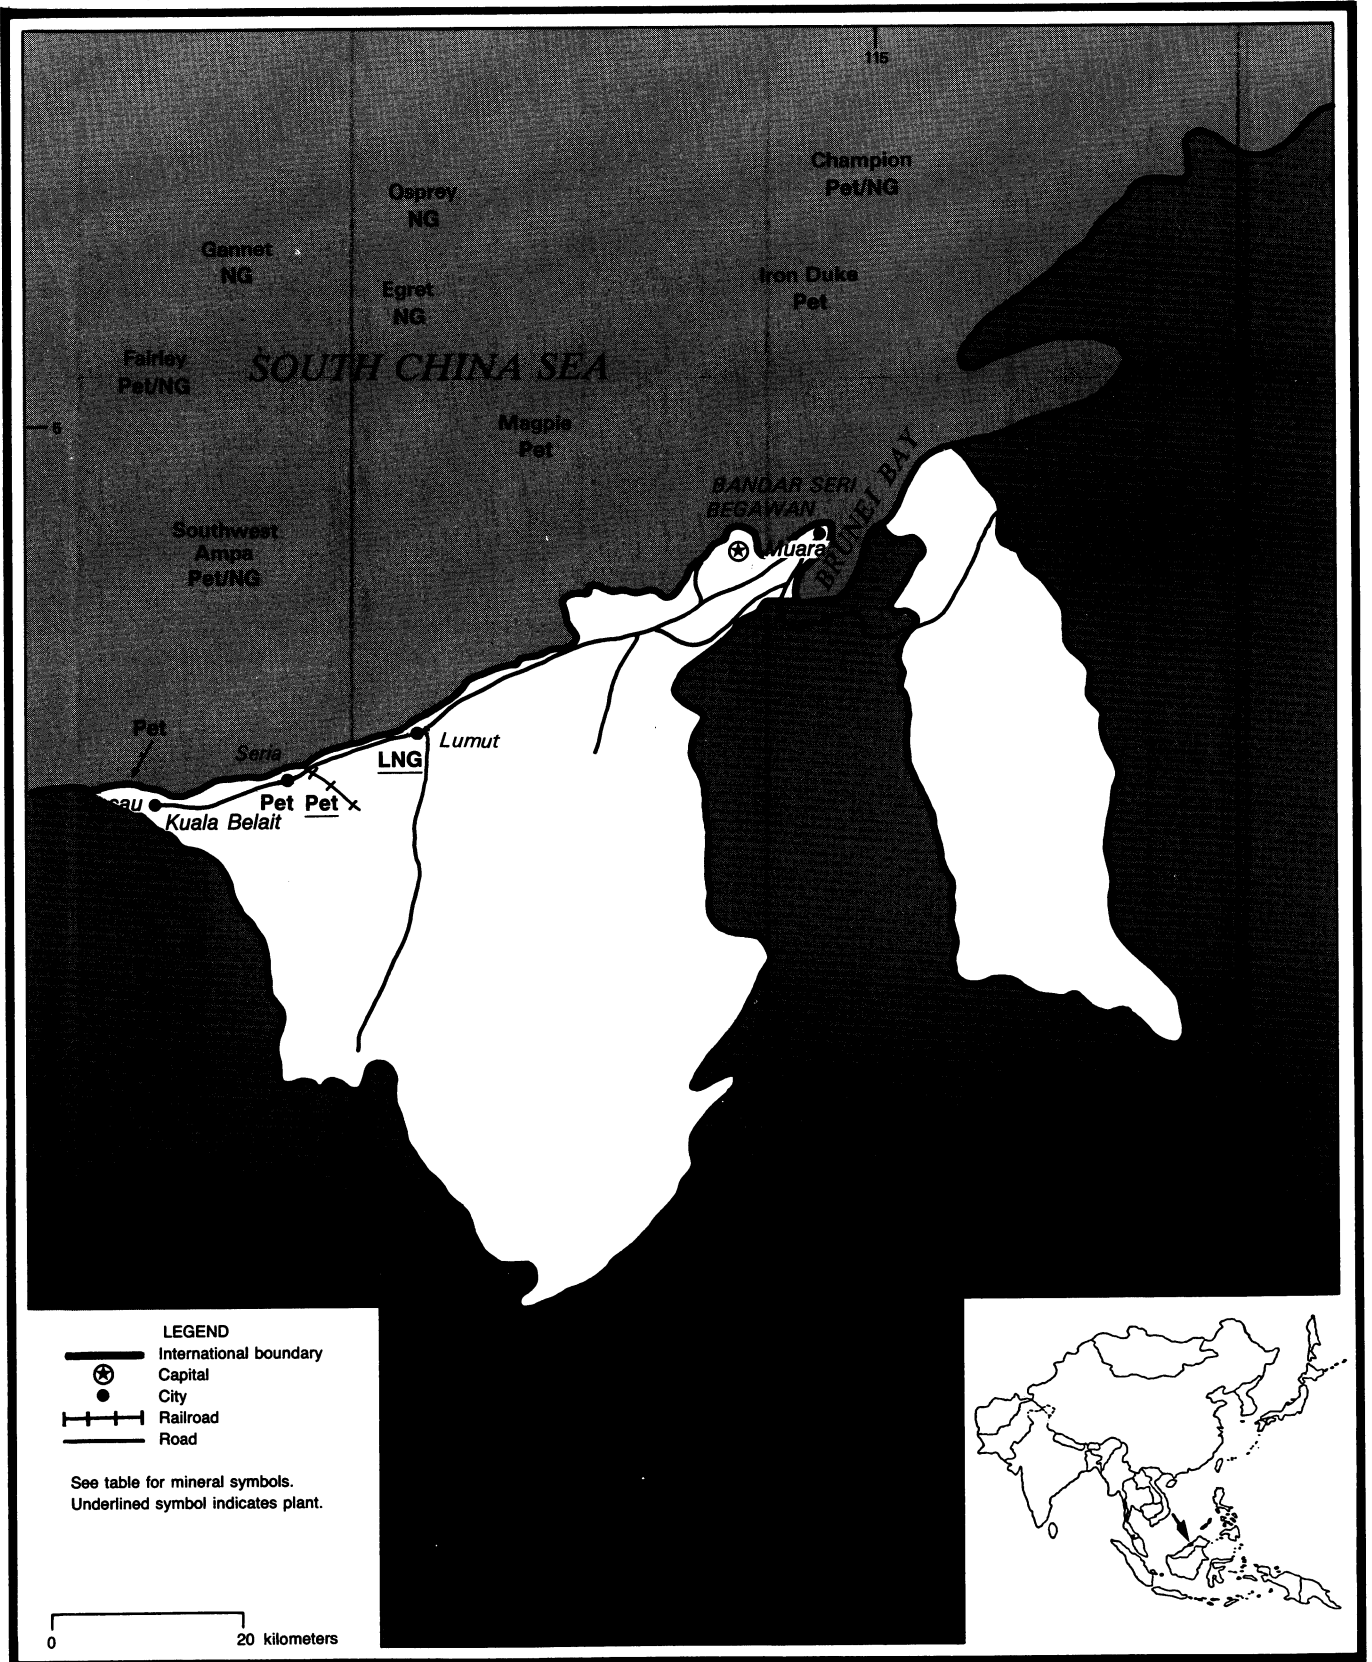 115
Champion
Pet/NG
Osprey
NG
Gannet
NG
Iron Duke
Pet
Egret
NG
Fairley
Pet/NG
SOUTH CHINA SEA
5
Magpie
Pet
BRUNEI BAY
BANDAR SERI
BEGAWAN
Southwest
Ampa
Pet/NG
Muara
Pet
Seria
Lumut
LNG
Pet Pet
Kuala Belait
LEGEND
International boundary
Capital
City
Railroad
Road
See table for mineral symbols.
Underlined symbol indicates plant.
0 20 kilometers